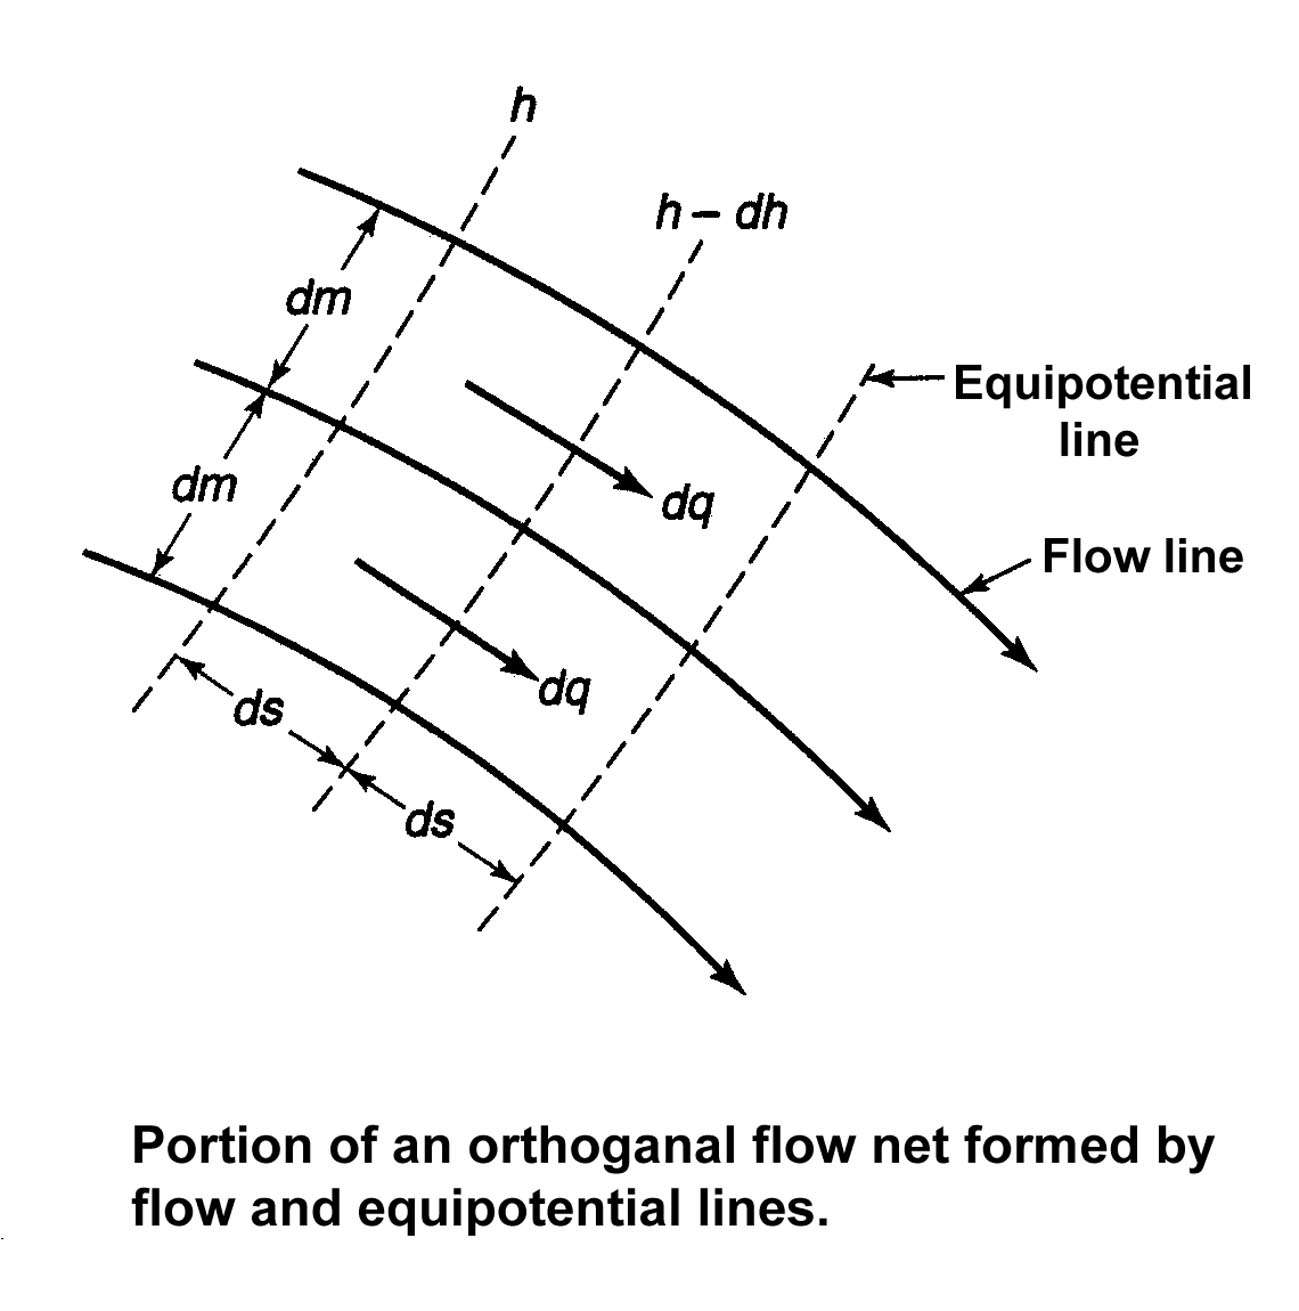 h
h – dh
dm
Equipotential
line
dm
dq
Flow line
dq
ds
ds
Portion of an orthoganal flow net formed by
flow and equipotential lines.